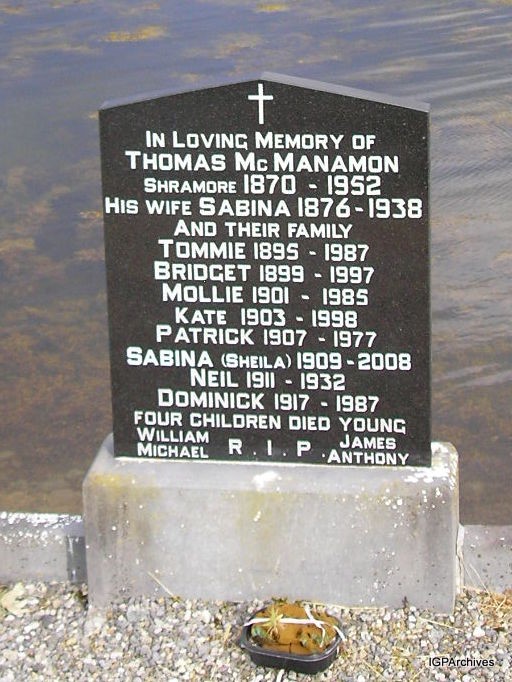 IN LOVING MEMORY OF
THOMAS MCMANAMON
SHRAMORE 1870 - 1952
HIS WIFE SABINA 1876 - 1938
AND THEIR FAMILY
TOMMIE 1895 - 1987
BRIDGET 1899 - 1997
MOLLIE 1901 - 1985
KATE 1903 - 1998
PATRICK 1907 - 1977
SABINA (SHEILA) 1909 - 2008
NEIL 1911 - 1932
DOMINICK 1917 - 1987
FOUR CHILDREN DIED YOUNG
WILLIAM JAMES
MICHAEL R.I.P. ANTHONY
IGPArchives